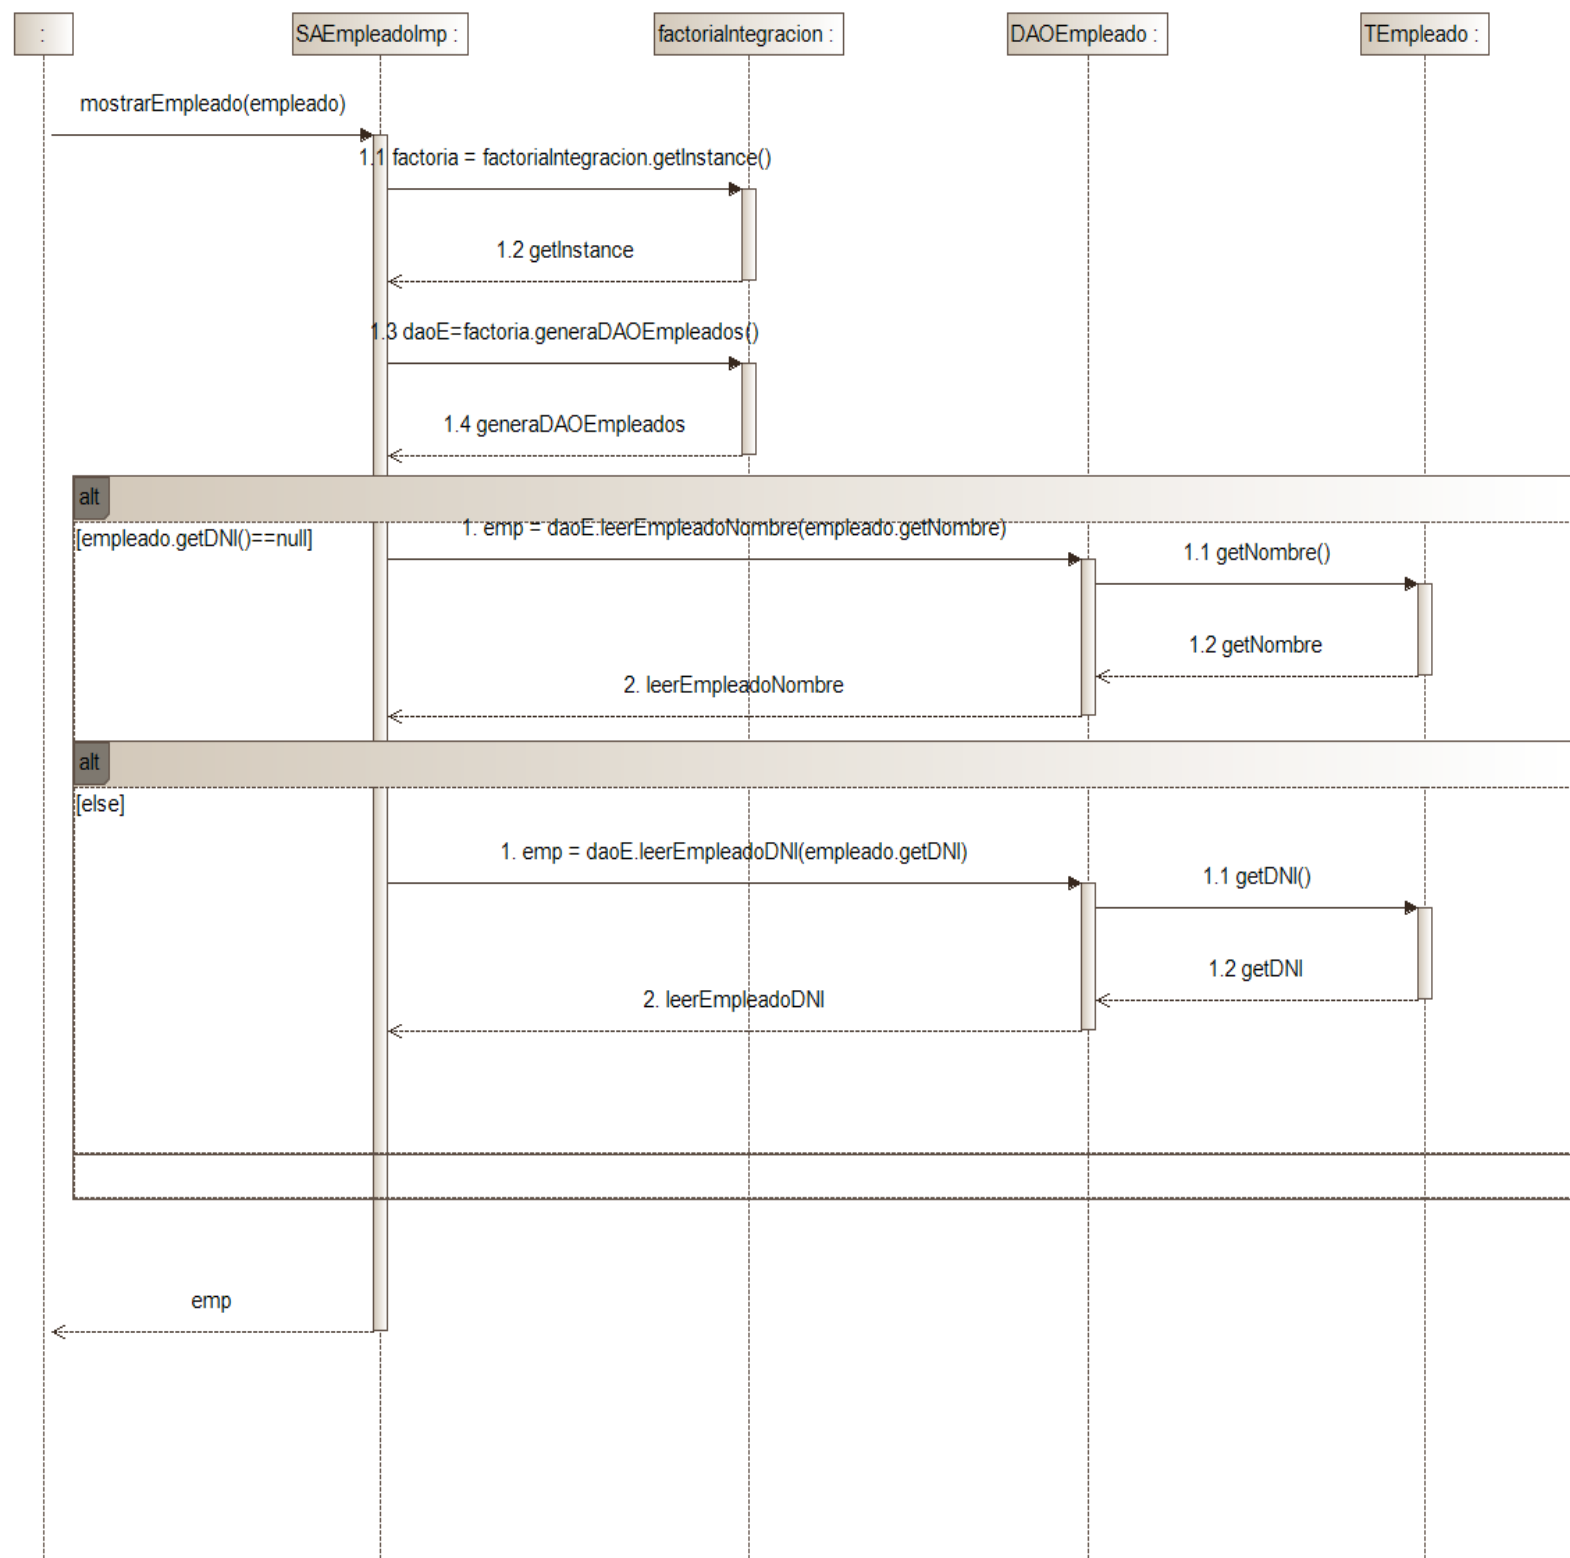 :
SAEmpleadoImp :
factoriaIntegracion :
DAOEmpleado :
TEmpleado :
mostrarEmpleado(empleado)
1.1 factoria = factoriaIntegracion.getInstance()
1.2 getInstance
1.3 daoE=factoria.generaDAOEmpleados()
1.4 generaDAOEmpleados
alt
[empleado.getDNI()==null]
1. emp = daoE.leerEmpleadoNombre(empleado.getNombre)
1.1 getNombre()
1.2 getNombre
2. leerEmpleadoNombre
alt
[else]
1. emp = daoE.leerEmpleadoDNI(empleado.getDNI)
1.1 getDNI()
1.2 getDNI
2. leerEmpleadoDNI
emp